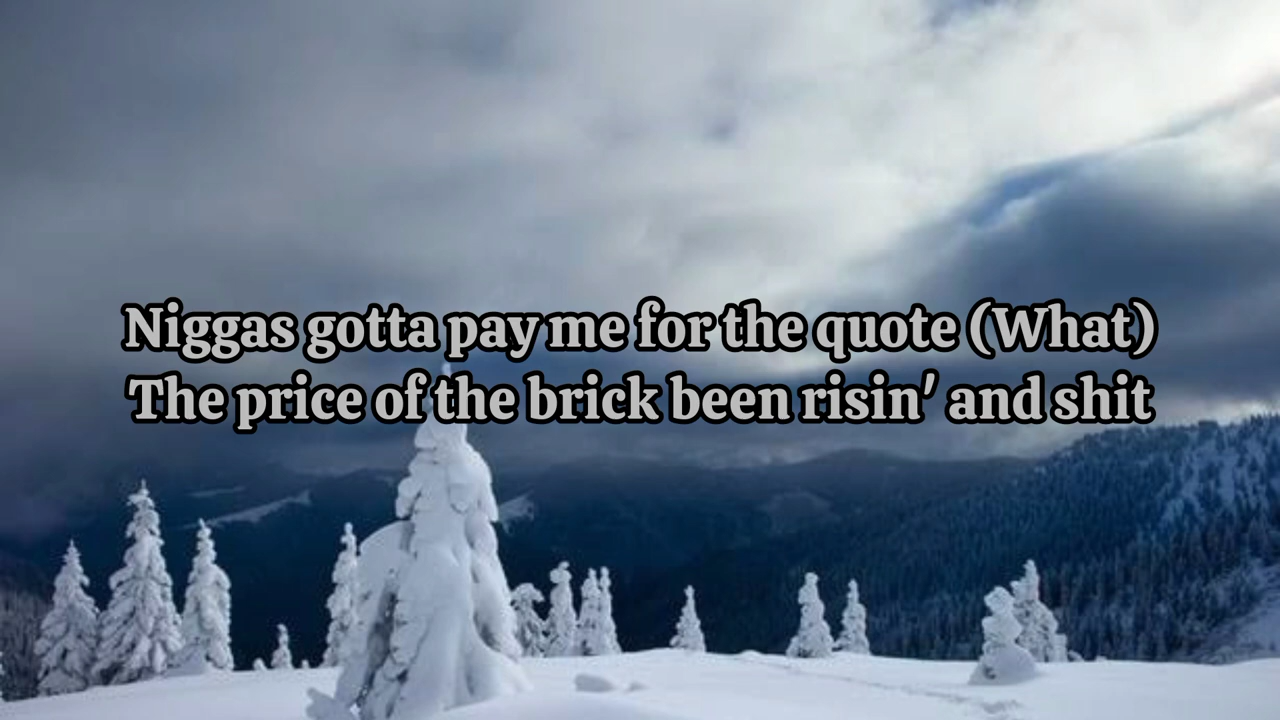 Niggas gotta pay me for the quote (What)
The price of the brick been risin' and shit